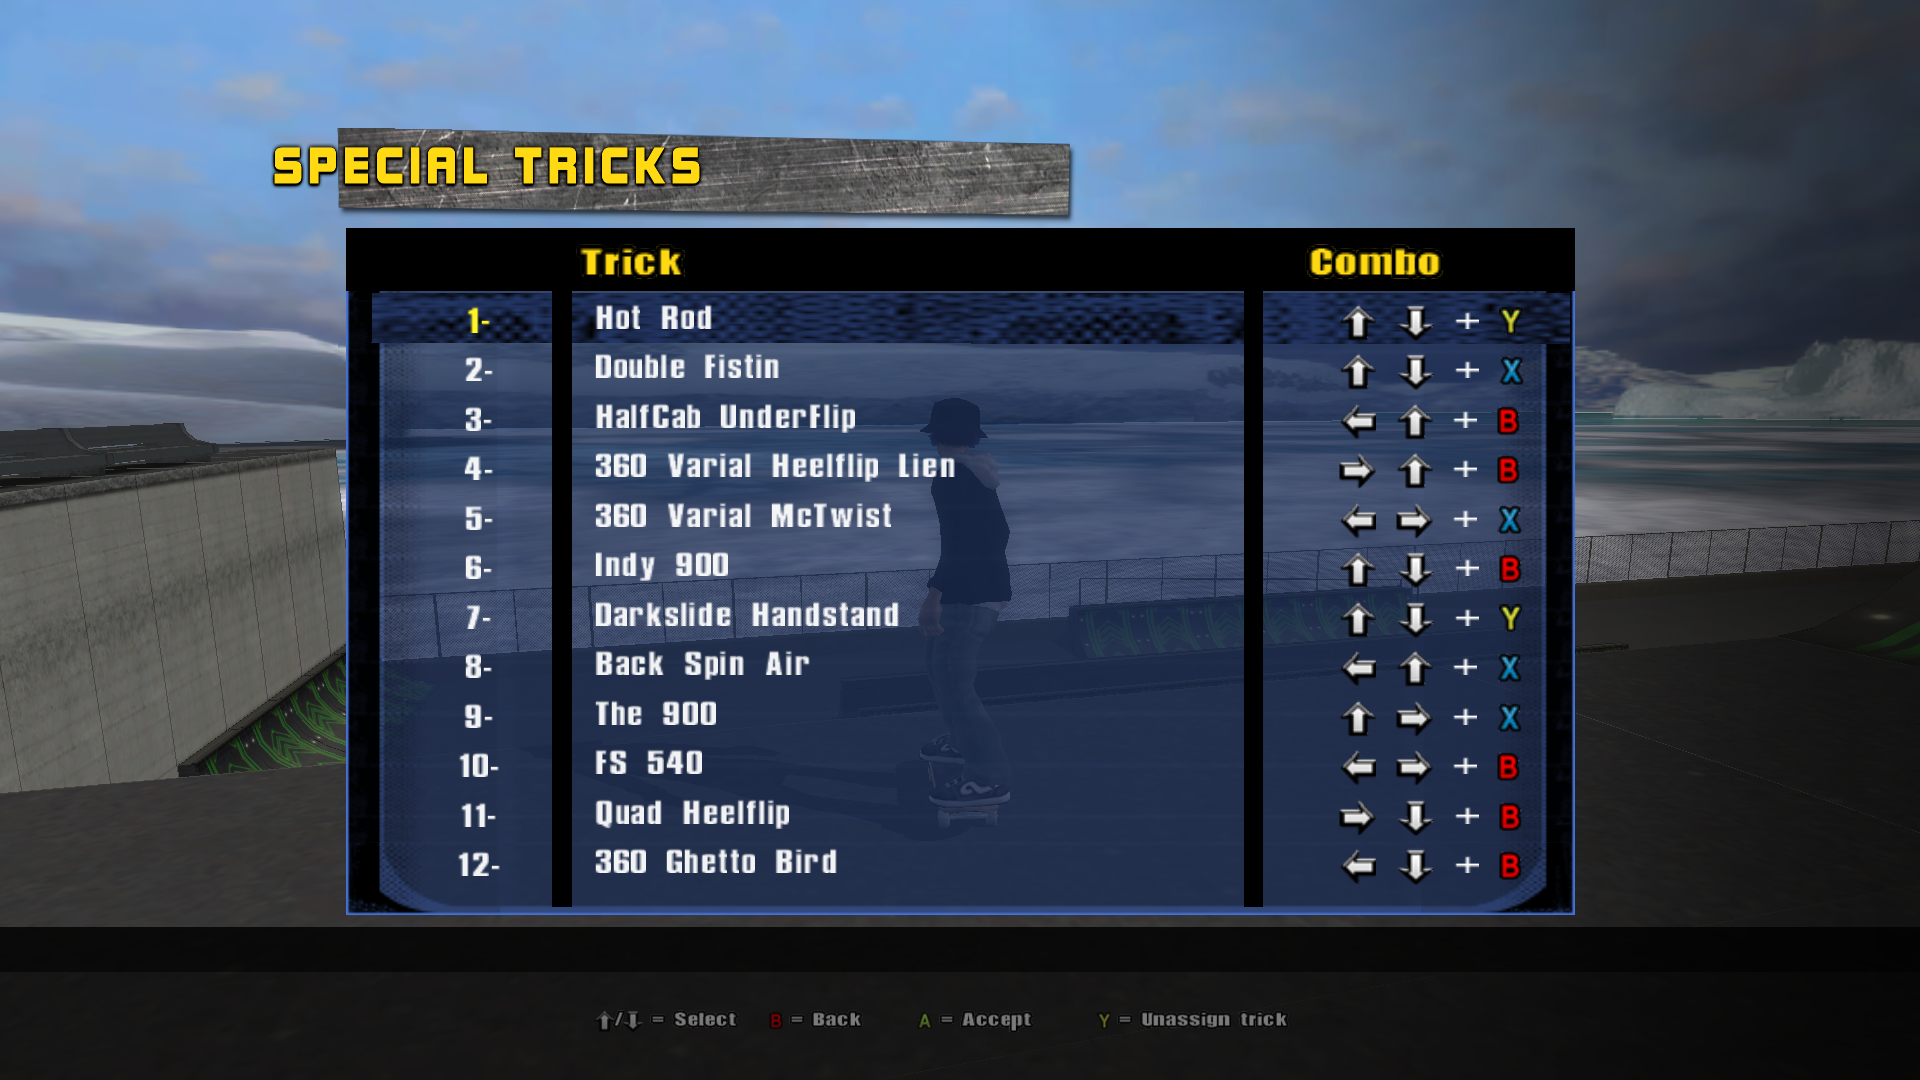 SPECIAL TRICKS
Trick Combo
1- Hot Rod ⇧ ⇩ + Y
2- Double Fistin ⇧ ⇩ + X
3- HalfCab UnderFlip ⇦ ⇧ + B
4- 360 Varial Heelflip Lien ⇨ ⇧ + B
5- 360 Varial McTwist ⇦ ⇨ + X
6- Indy 900 ⇧ ⇩ + B
7- Darkslide Handstand ⇧ ⇩ + Y
8- Back Spin Air ⇦ ⇧ + X
9- The 900 ⇧ ⇨ + X
10- FS 540 ⇦ ⇨ + B
11- Quad Heelflip ⇨ ⇩ + B
12- 360 Ghetto Bird ⇦ ⇩ + B
⇧/⇩ = Select B = Back A = Accept Y = Unassign trick